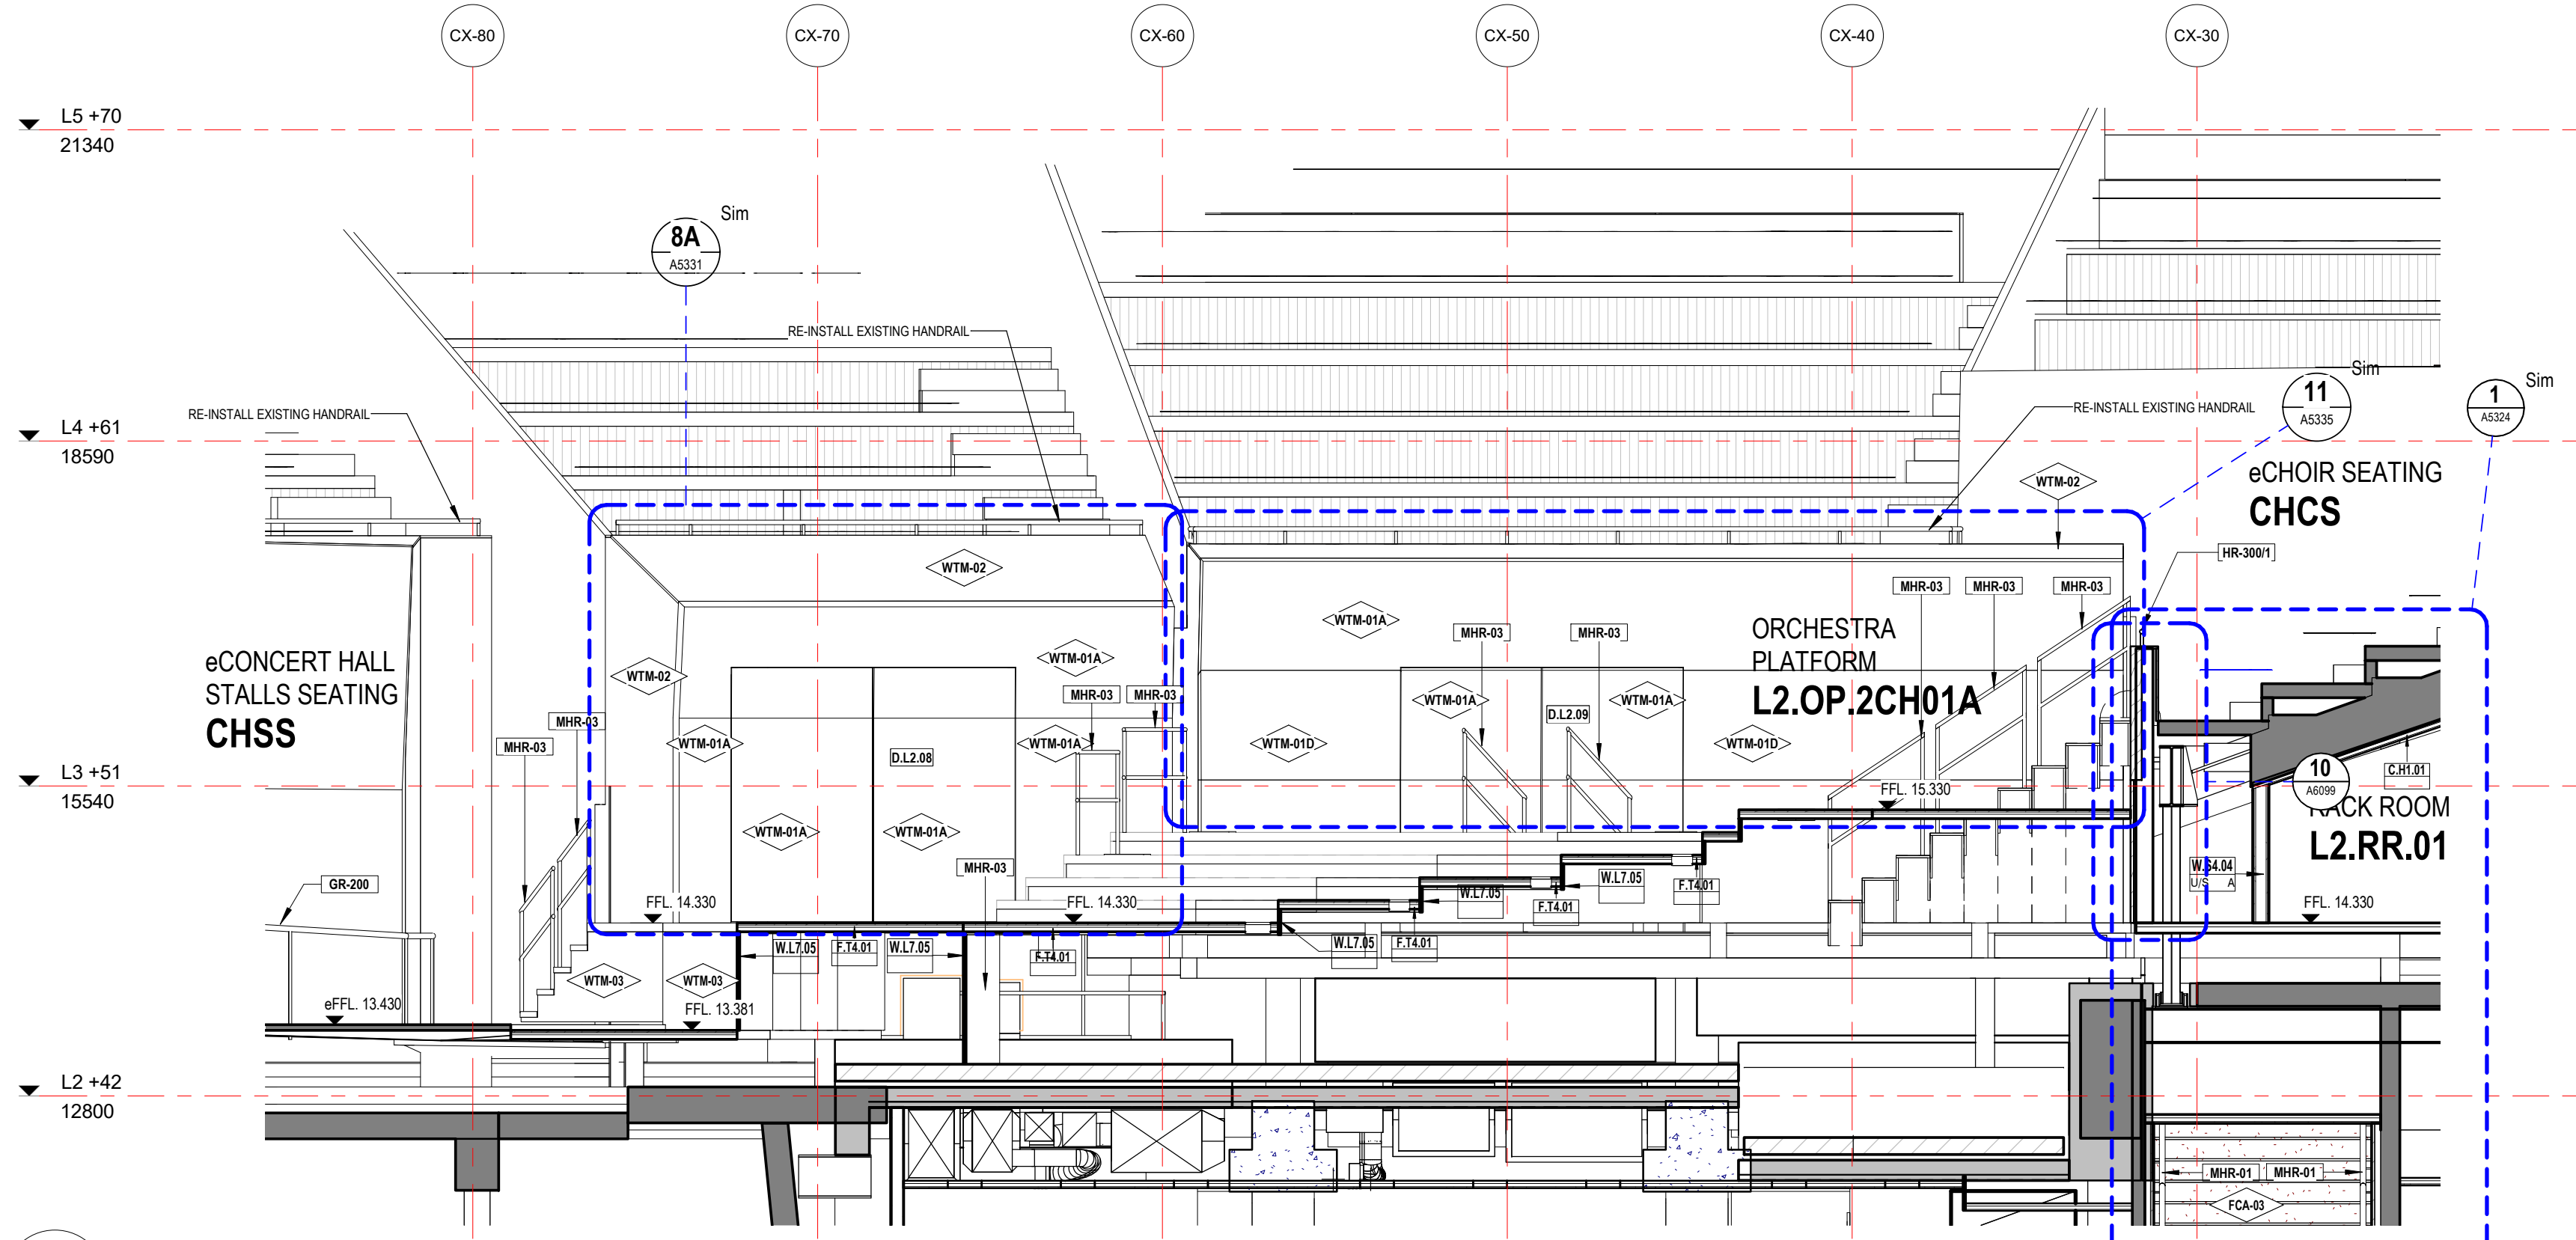 CX-80
CX-70
CX-60
CX-50
CX-40
CX-30
L5 +70
21340
8A
A5331
Sim
RE-INSTALL EXISTING HANDRAIL
RE-INSTALL EXISTING HANDRAIL
RE-INSTALL EXISTING HANDRAIL
11
A5335
Sim
1
A5324
Sim
L4 +61
18590
eCHOIR SEATING
CHCS
WTM-02
HR-300/1
WTM-02
MHR-03
MHR-03
MHR-03
WTM-01A
MHR-03
MHR-03
ORCHESTRA
PLATFORM
L2.OP.2CH01A
eCONCERT HALL
STALLS SEATING
CHSS
WTM-02
WTM-01A
MHR-03
MHR-03
WTM-01A
WTM-01A
D.L2.09
MHR-03
MHR-03
WTM-01A
D.L2.08
WTM-01A
WTM-01D
WTM-01D
L3 +51
15540
FFL. 15.330
10
A6099
C.H1.01
RACK ROOM
L2.RR.01
WTM-01A
WTM-01A
MHR-03
W.S4.04
U/S A
GR-200
FFL. 14.330
FFL. 14.330
W.L7.05
F.T4.01
W.L7.05
F.T4.01
FFL. 14.330
W.L7.05
F.T4.01
W.L7.05
F.T4.01
W.L7.05
F.T4.01
WTM-03
WTM-03
eFFL. 13.430
FFL. 13.381
L2 +42
12800
MHR-01
MHR-01
FCA-03